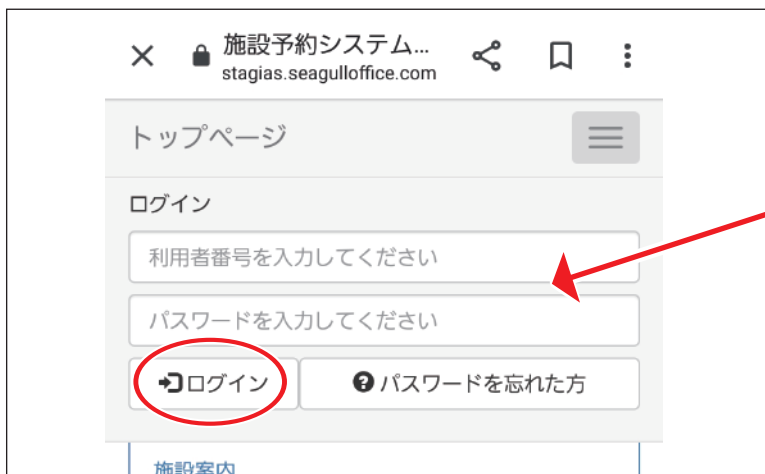 施設予約システム...
stagias.seagulloffice.com
トップページ
ログイン
利用者番号を入力してください
パスワードを入力してください
ログイン パスワードを忘れた方
施設案内